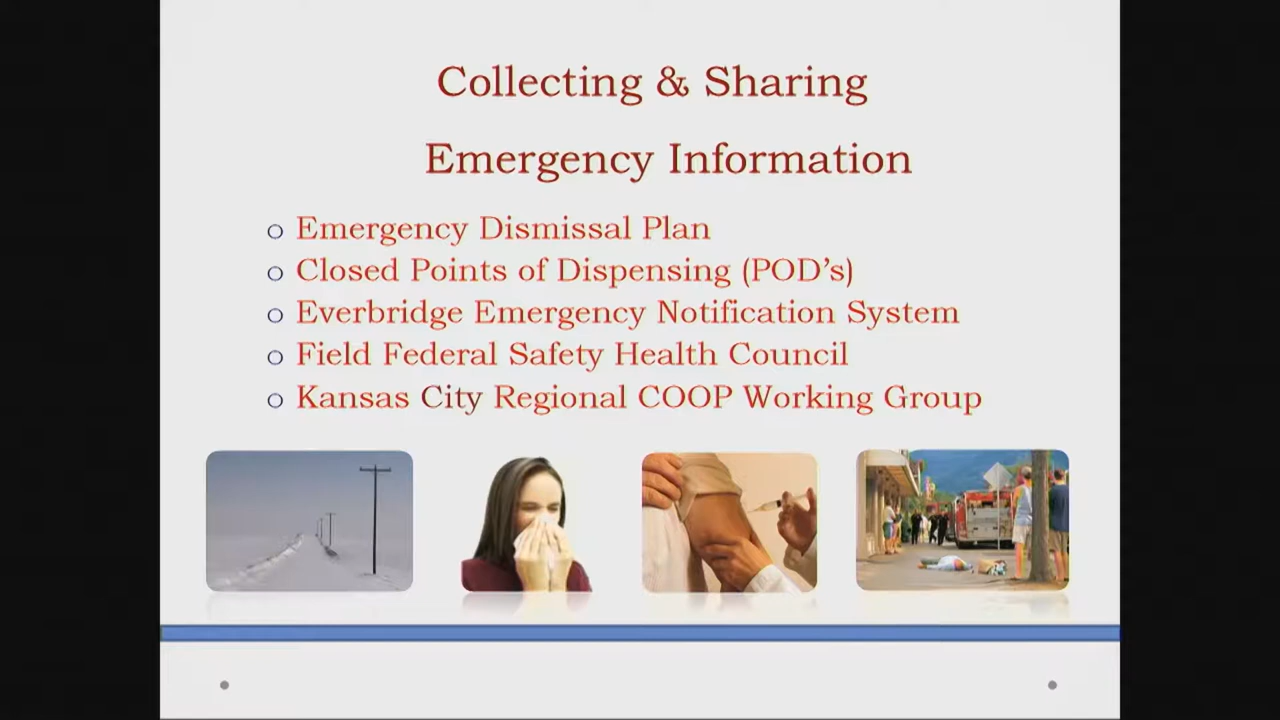 Collecting & Sharing
Emergency Information
o Emergency Dismissal Plan
o Closed Points of Dispensing (POD's)
o Everbridge Emergency Notification System
o Field Federal Safety Health Council
o Kansas City Regional COOP Working Group